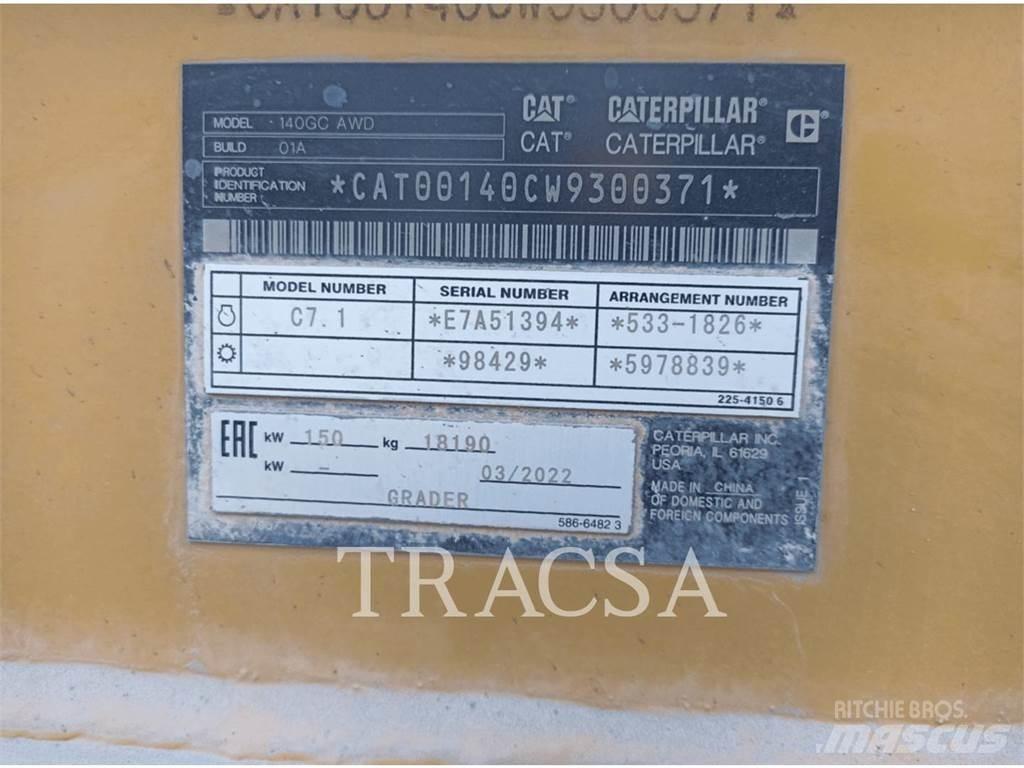 *CAT00140CW9300371*
CAT® CATERPILLAR®
CAT® CATERPILLAR®
MODEL 140GC AWD
BUILD 01A
PRODUCT IDENTIFICATION NUMBER *CAT00140CW9300371*
MODEL NUMBER SERIAL NUMBER ARRANGEMENT NUMBER
C7.1 *E7A51394* *533-1826*
*98429* *5978839*
225-4150 6
EAC kW 150 kg 18190
kW - 03/2022
GRADER
586-6482 3
CATERPILLAR INC.
PEORIA, IL 61629
USA
MADE IN CHINA
OF DOMESTIC AND
FOREIGN COMPONENTS
ISSUE 1
TRACSA
RITCHIE BROS.
MASCUS